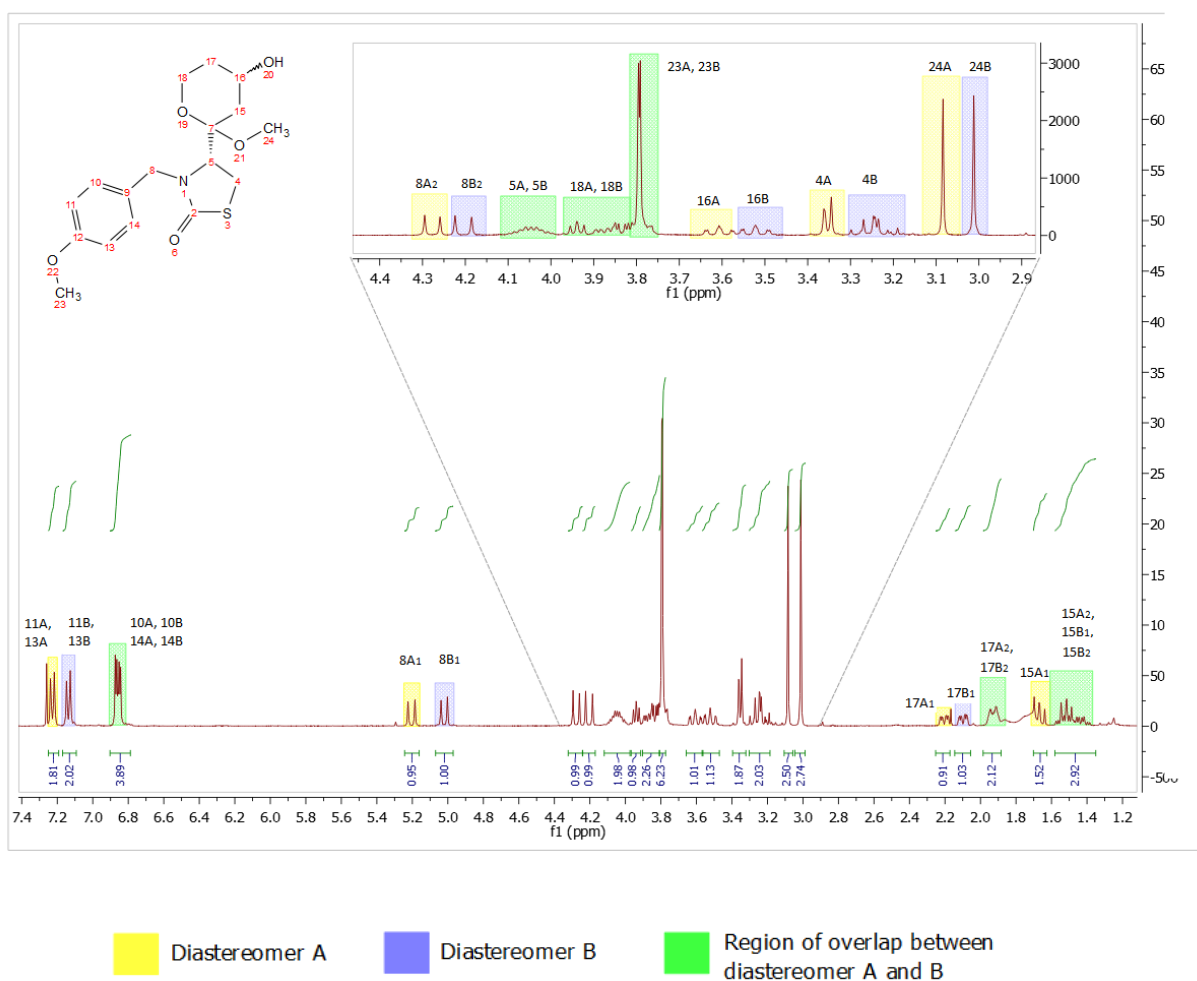 17
OH
20
18
16
15
O
19
7
CH3
24
O
21
5
8
N
1
4
10
9
2
S
3
11
14
O
6
12
13
O
22
CH3
23
23A, 23B
24A
24B
8A2
8B2
5A, 5B
18A, 18B
16A
16B
4A
4B
3000
2000
1000
0
4.4 4.3 4.2 4.1 4.0 3.9 3.8 3.7 3.6 3.5 3.4 3.3 3.2 3.1 3.0 2.9
f1 (ppm)
65
60
55
50
45
40
35
30
25
20
15
10
50
0
11A,
13A
11B,
13B
10A, 10B
14A, 14B
8A1
8B1
17A1
17B1
17A2,
17B2
15A1
15A2,
15B1,
15B2
1.81
2.02
3.89
0.95
1.00
0.99
0.99
1.98
0.98
2.26
6.23
1.01
1.13
1.87
2.03
2.50
2.74
0.91
1.03
2.12
1.52
2.92
7.4 7.2 7.0 6.8 6.6 6.4 6.2 6.0 5.8 5.6 5.4 5.2 5.0 4.8 4.6 4.4 4.2 4.0 3.8 3.6 3.4 3.2 3.0 2.8 2.6 2.4 2.2 2.0 1.8 1.6 1.4 1.2
f1 (ppm)
Diastereomer A
Diastereomer B
Region of overlap between
diastereomer A and B